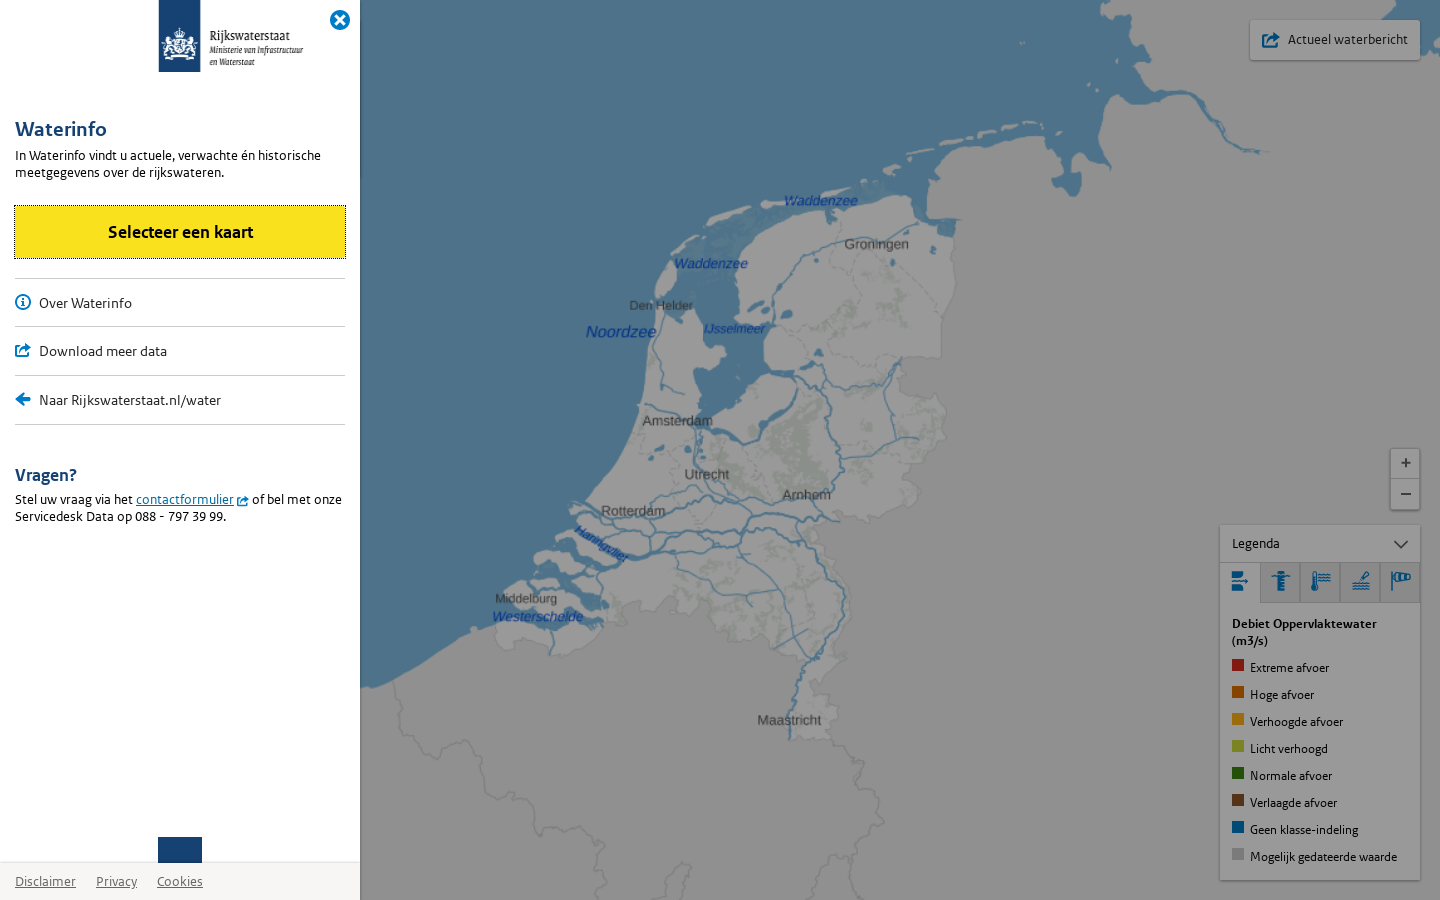 Rijkswaterstaat
Ministerie van Infrastructuur
en Waterstaat
Waterinfo
In Waterinfo vindt u actuele, verwachte én historische
meetgegevens over de rijkswateren.
Selecteer een kaart
Over Waterinfo
Download meer data
Naar Rijkswaterstaat.nl/water
Vragen?
Stel uw vraag via het contactformulier of bel met onze
Servicedesk Data op 088 - 797 39 99.
Disclaimer Privacy Cookies
Actueel waterbericht
Waddenzee
Groningen
Waddenzee
Den Helder
Noordzee
IJsselmeer
Amsterdam
Utrecht
Arnhem
Rotterdam
Haringvliet
Middelburg
Westerschelde
Maastricht
+
−
Legenda
Debiet Oppervlaktewater
(m3/s)
Extreme afvoer
Hoge afvoer
Verhoogde afvoer
Licht verhoogd
Normale afvoer
Verlaagde afvoer
Geen klasse-indeling
Mogelijk gedateerde waarde